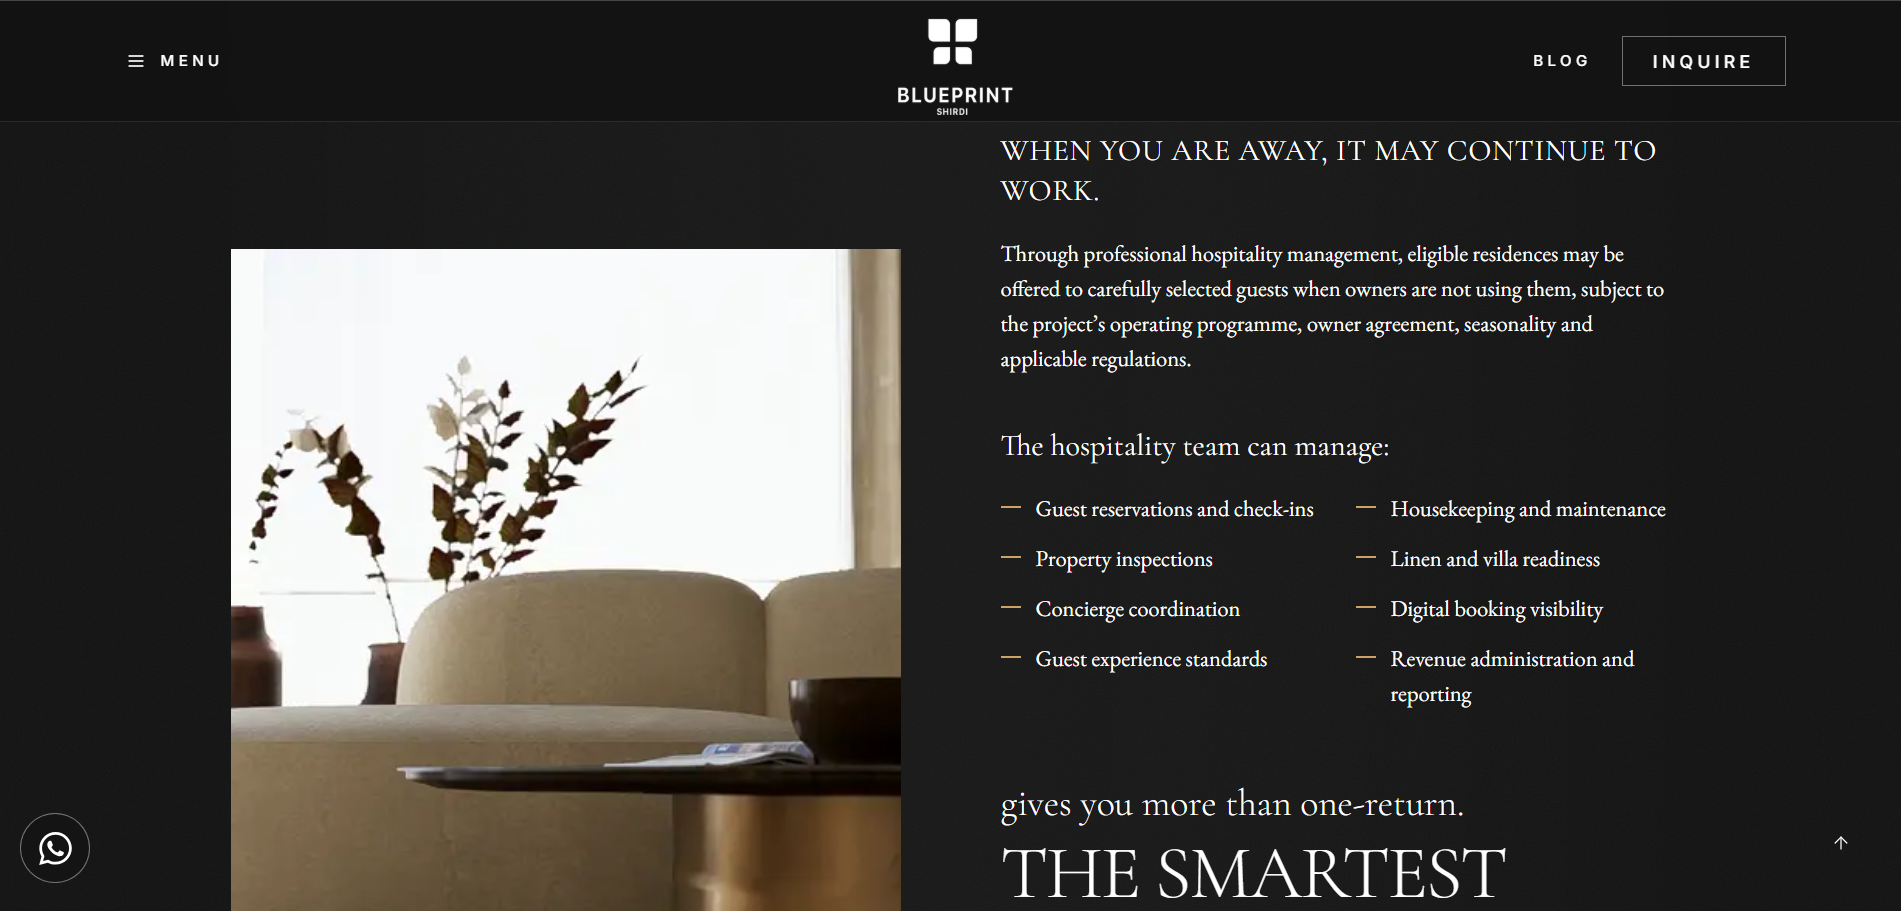 MENU
BLUEPRINT
SHIRDI
BLOG
INQUIRE
WHEN YOU ARE AWAY, IT MAY CONTINUE TO
WORK.
Through professional hospitality management, eligible residences may be
offered to carefully selected guests when owners are not using them, subject to
the project’s operating programme, owner agreement, seasonality and
applicable regulations.
The hospitality team can manage:
Guest reservations and check-ins
Housekeeping and maintenance
Property inspections
Linen and villa readiness
Concierge coordination
Digital booking visibility
Guest experience standards
Revenue administration and
reporting
gives you more than one-return.
THE SMARTEST